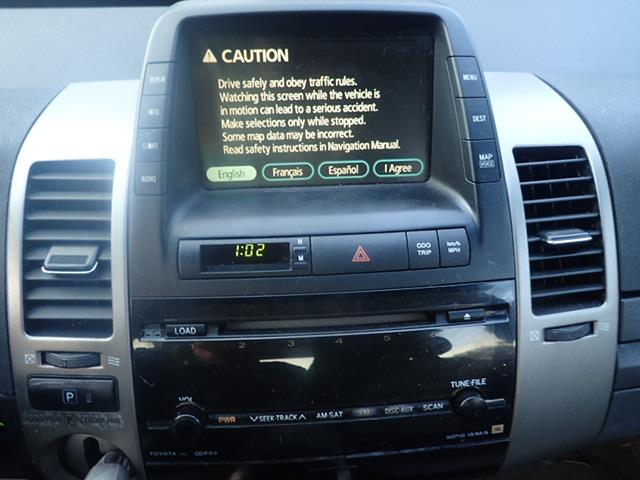 CAUTION
Drive safely and obey traffic rules.
Watching this screen while the vehicle is
in motion can lead to a serious accident.
Make selections only while stopped.
Some map data may be incorrect.
Read safety instructions in Navigation Manual.
English Français Español I Agree
DISPLAY
INFO
CLIMATE
AUDIO
MENU
DEST
MAP
VOICE
1:02 H
M
ODO
TRIP
km/h
MPH
LOAD
1 2 3 4 5 6
VOL
PWR SEEK·TRACK AM·SAT FM DISC·AUX SCAN
TUNE·FILE
TOYOTA
MP3 WMA
P